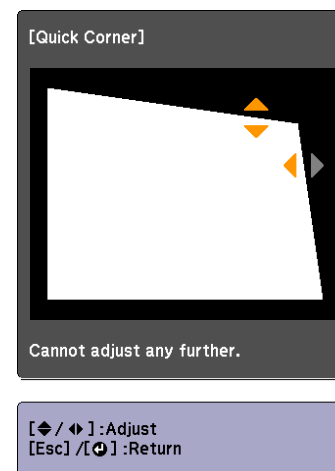 [Quick Corner]
Cannot adjust any further.
[◆/◆] :Adjust
[Esc] /[↵] :Return